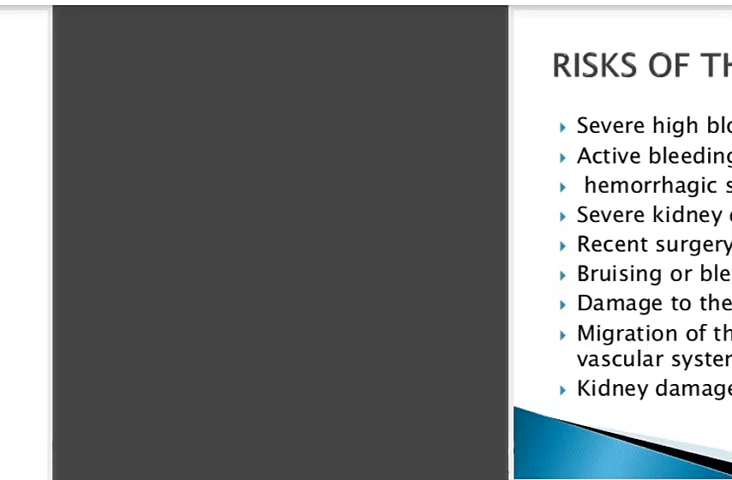 RISKS OF TH
Severe high blo
Active bleeding
hemorrhagic s
Severe kidney
Recent surgery
Bruising or ble
Damage to the
Migration of th
vascular system
Kidney damage